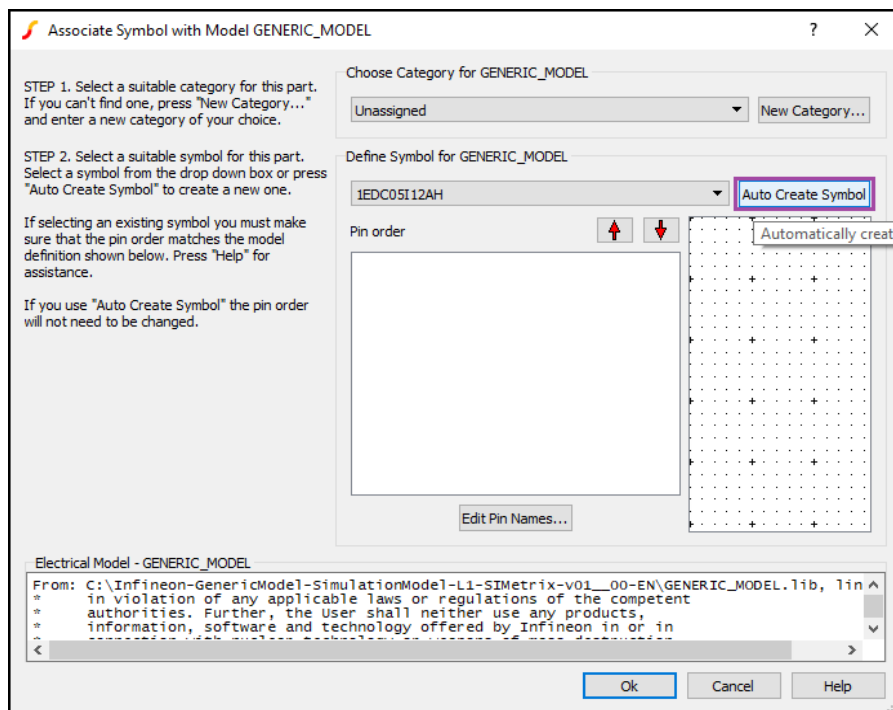 Associate Symbol with Model GENERIC_MODEL
STEP 1. Select a suitable category for this part.
If you can't find one, press "New Category..."
and enter a new category of your choice.
STEP 2. Select a suitable symbol for this part.
Select a symbol from the drop down box or press
"Auto Create Symbol" to create a new one.
If selecting an existing symbol you must make
sure that the pin order matches the model
definition shown below. Press "Help" for
assistance.
If you use "Auto Create Symbol" the pin order
will not need to be changed.
Choose Category for GENERIC_MODEL
Unassigned
New Category...
Define Symbol for GENERIC_MODEL
1EDC05I12AH
Auto Create Symbol
Automatically creat
Pin order
Edit Pin Names...
Electrical Model - GENERIC_MODEL
From: C:\Infineon-GenericModel-SimulationModel-L1-SIMetrix-v01__00-EN\GENERIC_MODEL.lib, lin
* in violation of any applicable laws or regulations of the competent
* authorities. Further, the User shall neither use any products,
* information, software and technology offered by Infineon in or in
Ok
Cancel
Help